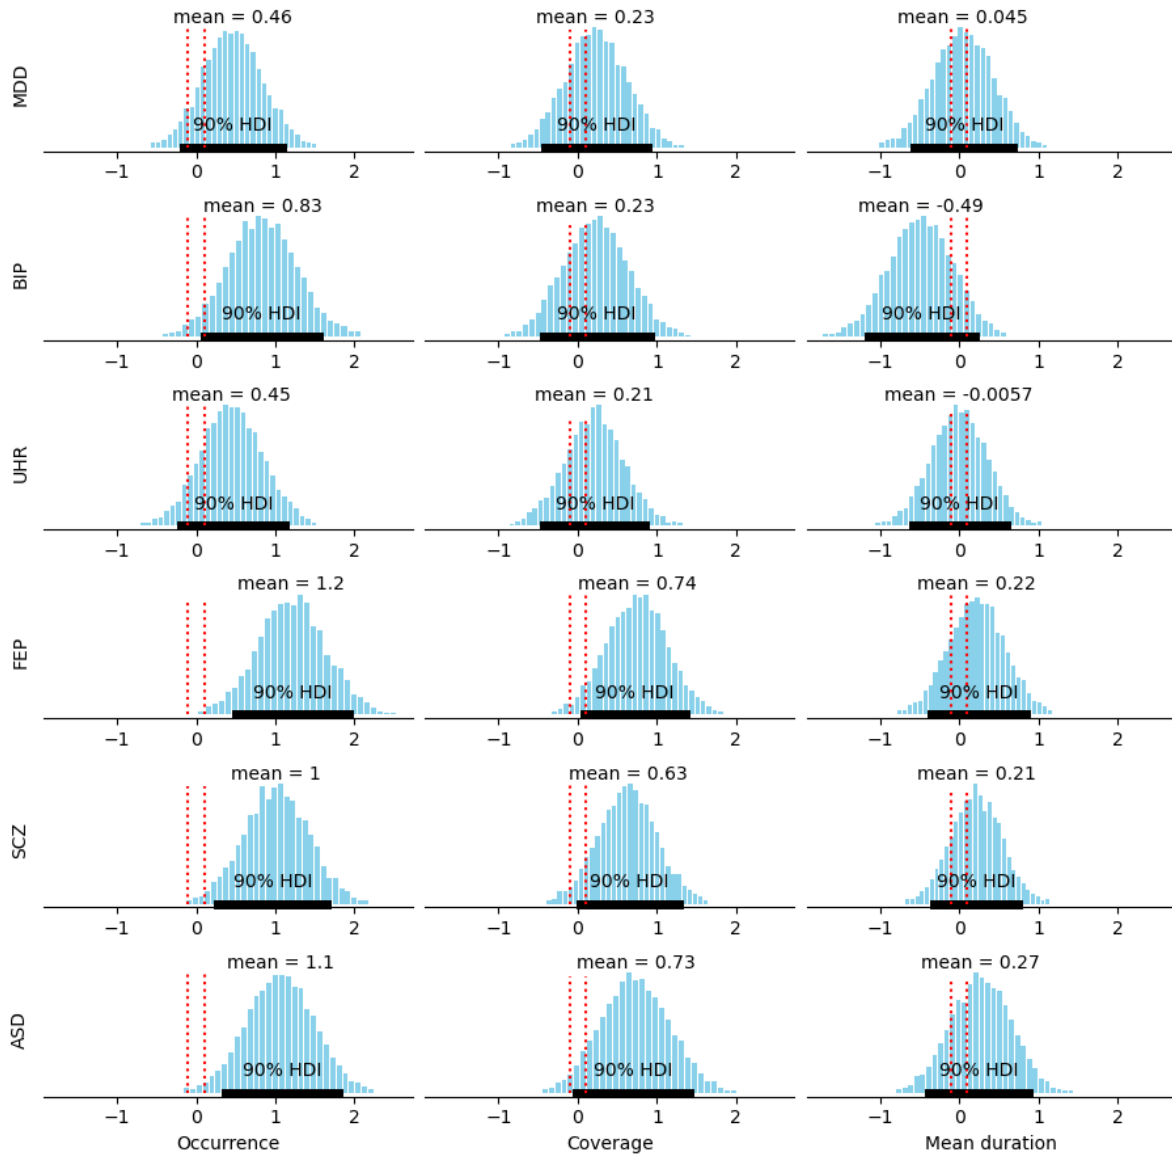 mean = 0.46 mean = 0.23 mean = 0.045
MDD
90% HDI 90% HDI 90% HDI
−1 0 1 2 −1 0 1 2 −1 0 1 2
mean = 0.83 mean = 0.23 mean = -0.49
BIP
90% HDI 90% HDI 90% HDI
−1 0 1 2 −1 0 1 2 −1 0 1 2
mean = 0.45 mean = 0.21 mean = -0.0057
UHR
90% HDI 90% HDI 90% HDI
−1 0 1 2 −1 0 1 2 −1 0 1 2
mean = 1.2 mean = 0.74 mean = 0.22
FEP
90% HDI 90% HDI 90% HDI
−1 0 1 2 −1 0 1 2 −1 0 1 2
mean = 1 mean = 0.63 mean = 0.21
SCZ
90% HDI 90% HDI 90% HDI
−1 0 1 2 −1 0 1 2 −1 0 1 2
mean = 1.1 mean = 0.73 mean = 0.27
ASD
90% HDI 90% HDI 90% HDI
−1 0 1 2 −1 0 1 2 −1 0 1 2
Occurrence Coverage Mean duration